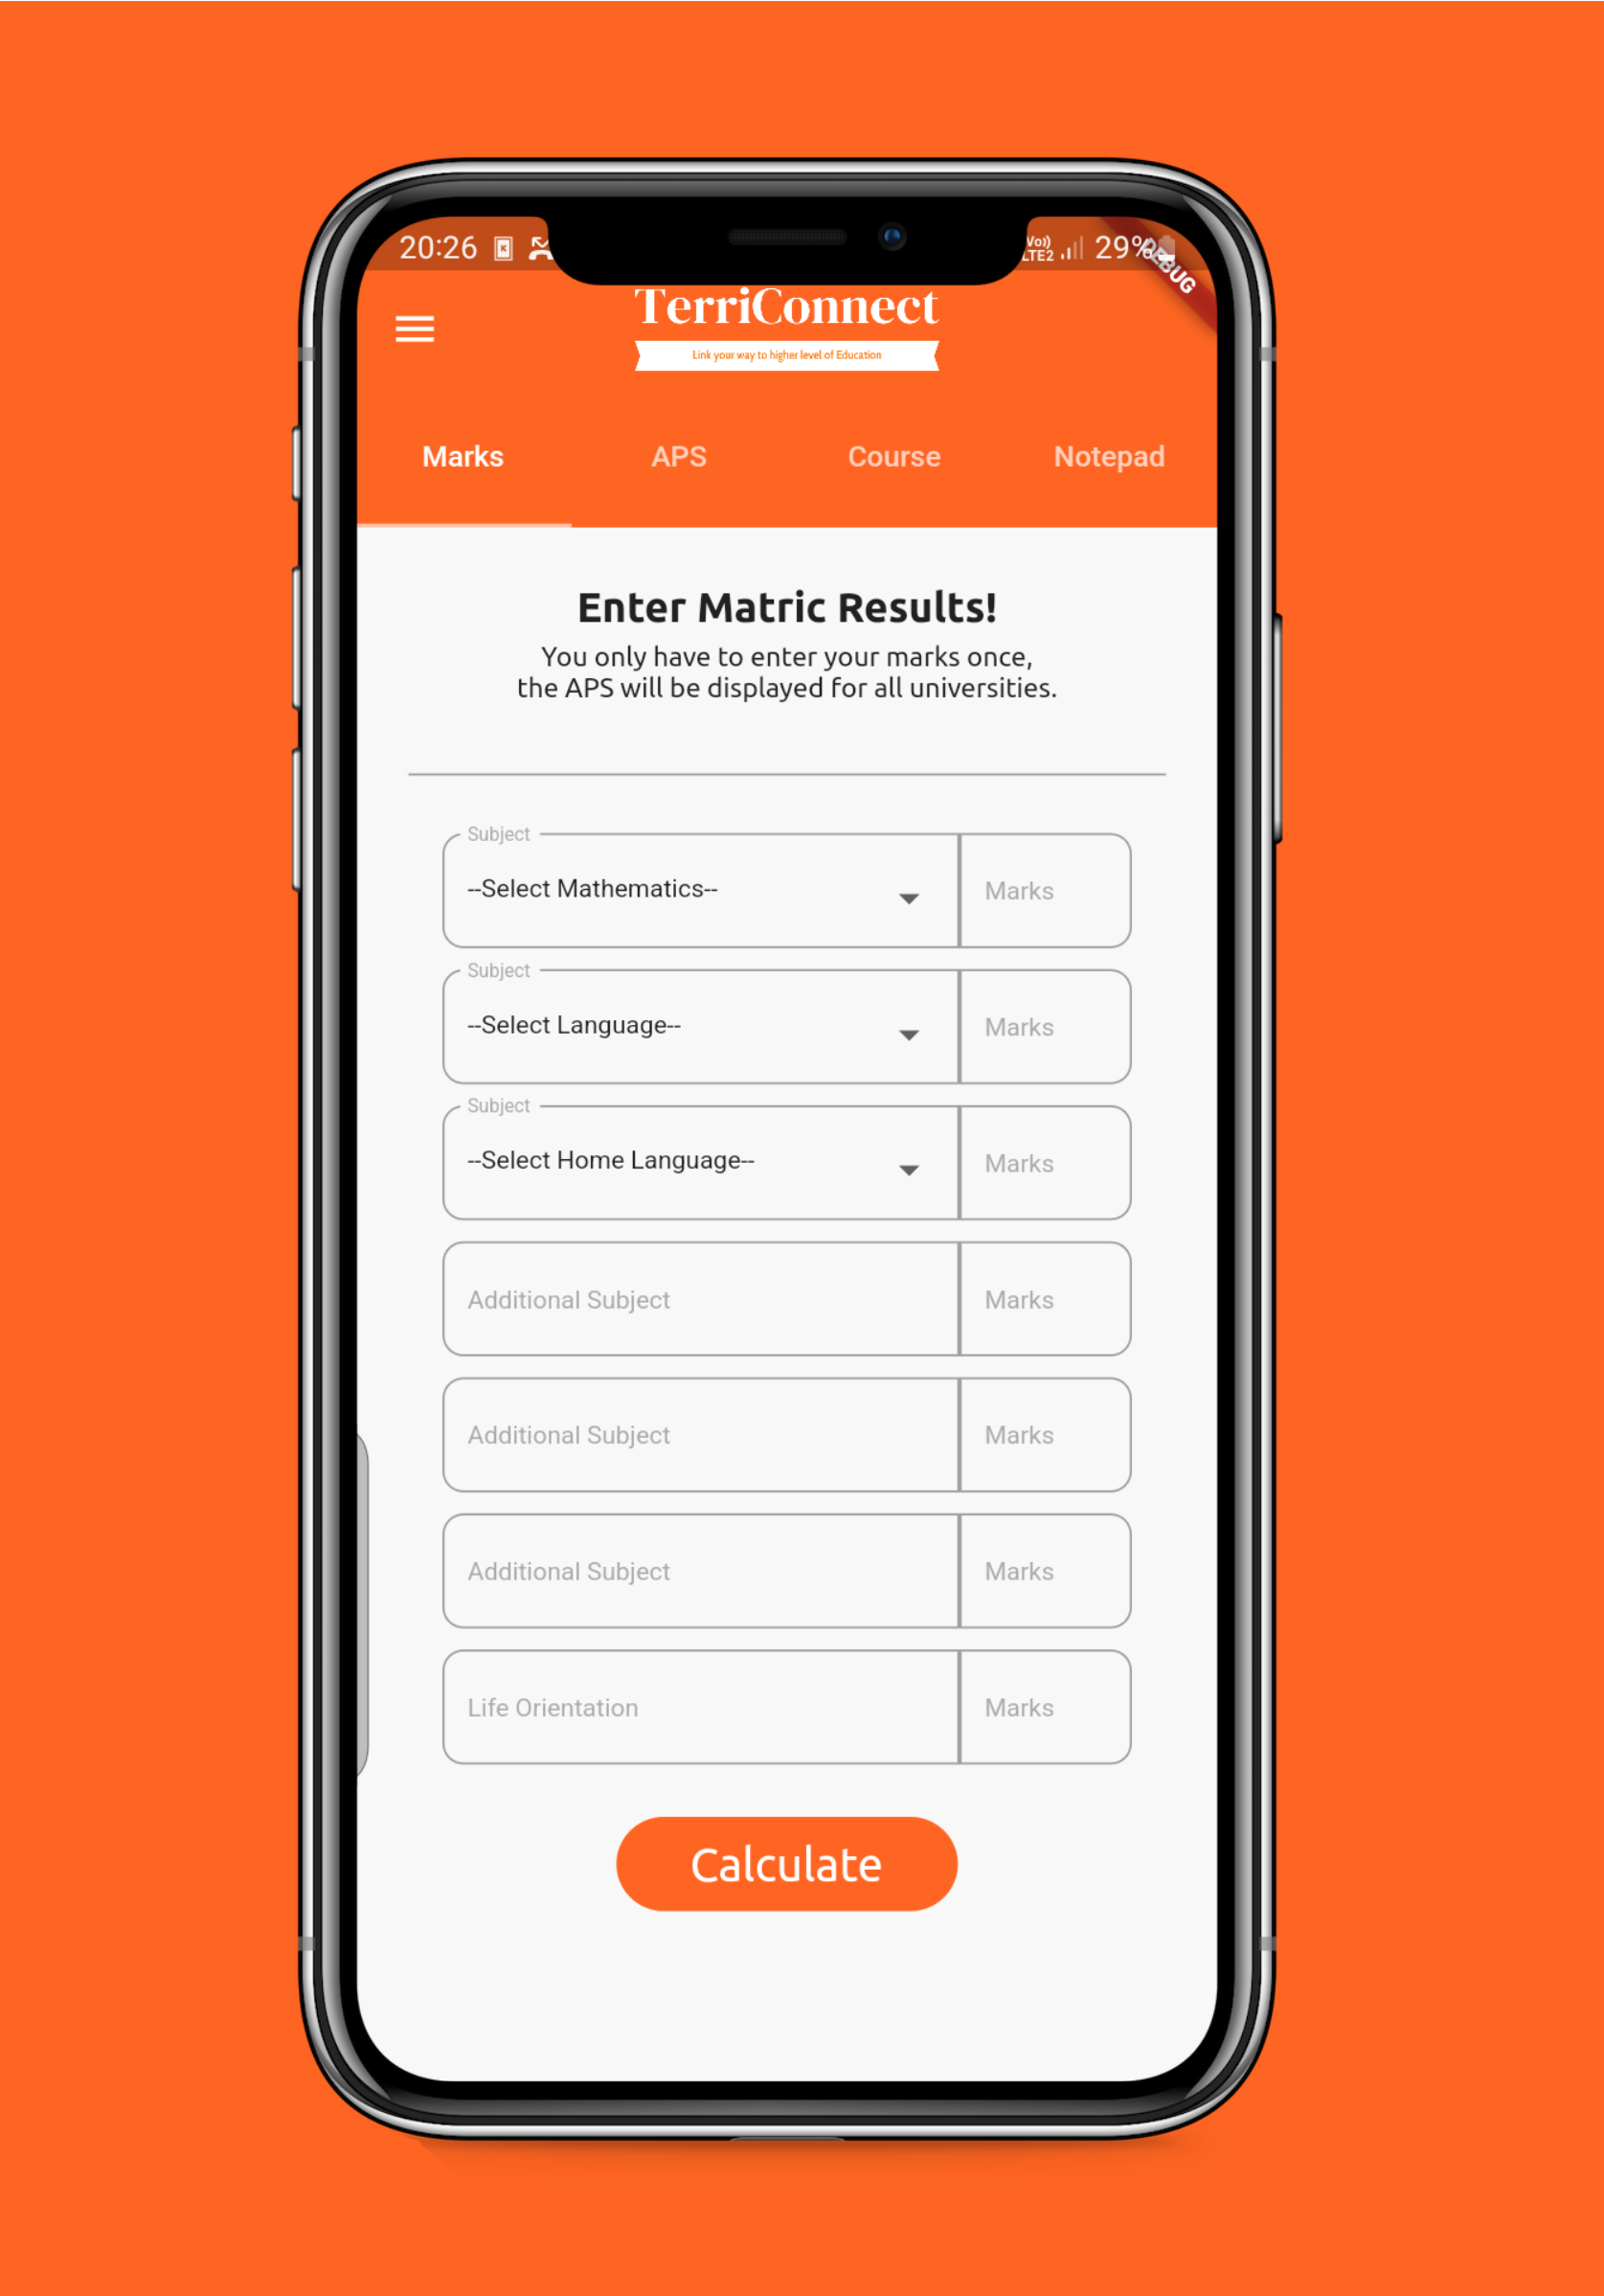 20:26
Vo))
LTE2
29%
DEBUG
TerriConnect
Link your way to higher level of Education
Marks
APS
Course
Notepad
Enter Matric Results!
You only have to enter your marks once,
the APS will be displayed for all universities.
Subject
--Select Mathematics--
Marks
Subject
--Select Language--
Marks
Subject
--Select Home Language--
Marks
Additional Subject
Marks
Additional Subject
Marks
Additional Subject
Marks
Life Orientation
Marks
Calculate